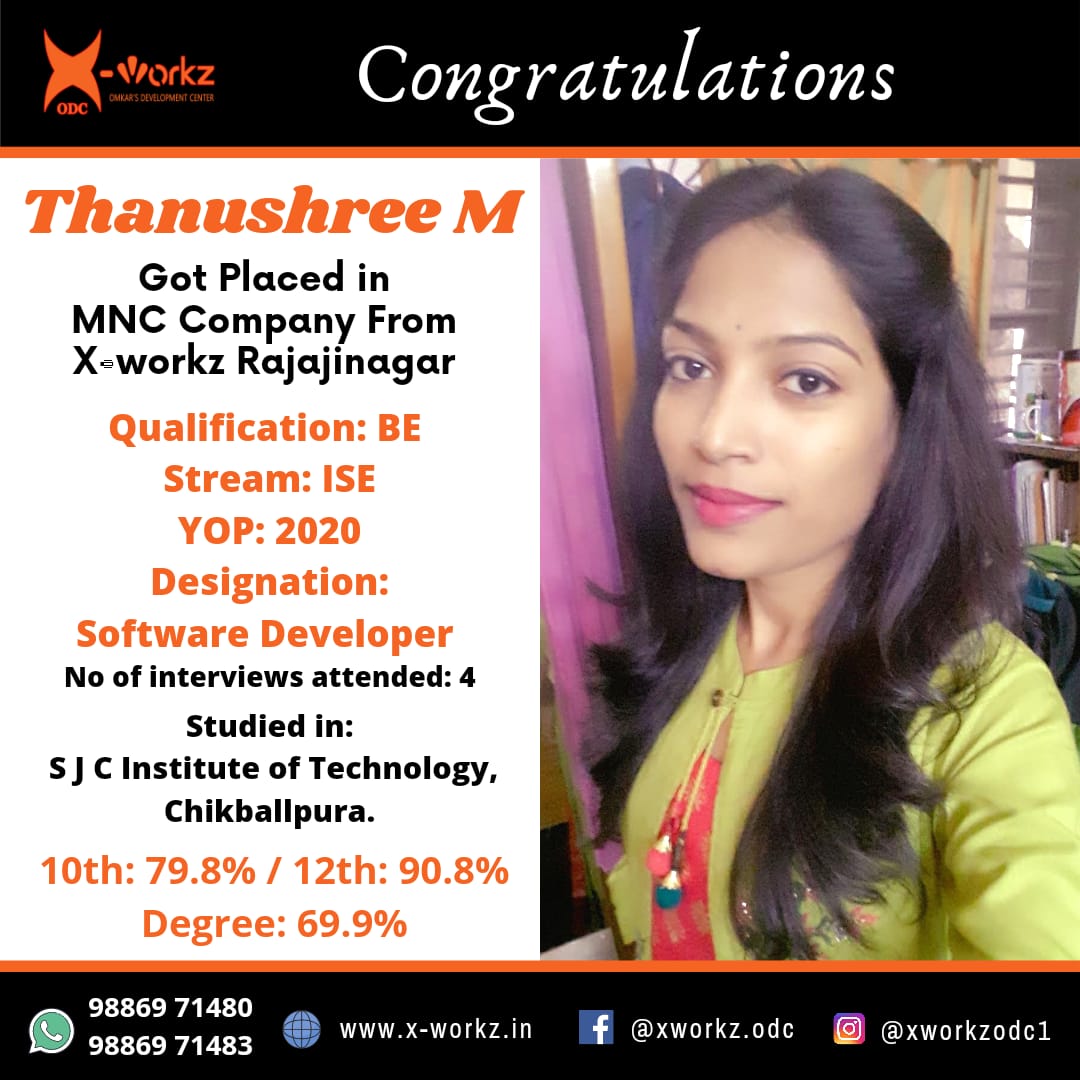 X-Workz
OMKAR'S DEVELOPMENT CENTER
ODC
Congratulations
Thanushree M
Got Placed in
MNC Company From
X-workz Rajajinagar
Qualification: BE
Stream: ISE
YOP: 2020
Designation:
Software Developer
No of interviews attended: 4
Studied in:
S J C Institute of Technology,
Chikballpura.
10th: 79.8% / 12th: 90.8%
Degree: 69.9%
98869 71480
98869 71483
www.x-workz.in
@xworkz.odc
@xworkzodc1